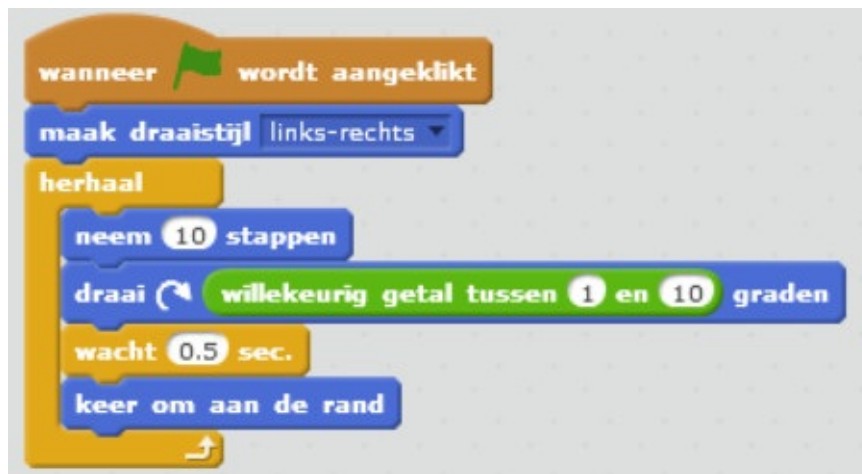 wanneer wordt aangeklikt
maak draaistijl links-rechts
herhaal
neem 10 stappen
draai willekeurig getal tussen 1 en 10 graden
wacht 0.5 sec.
keer om aan de rand